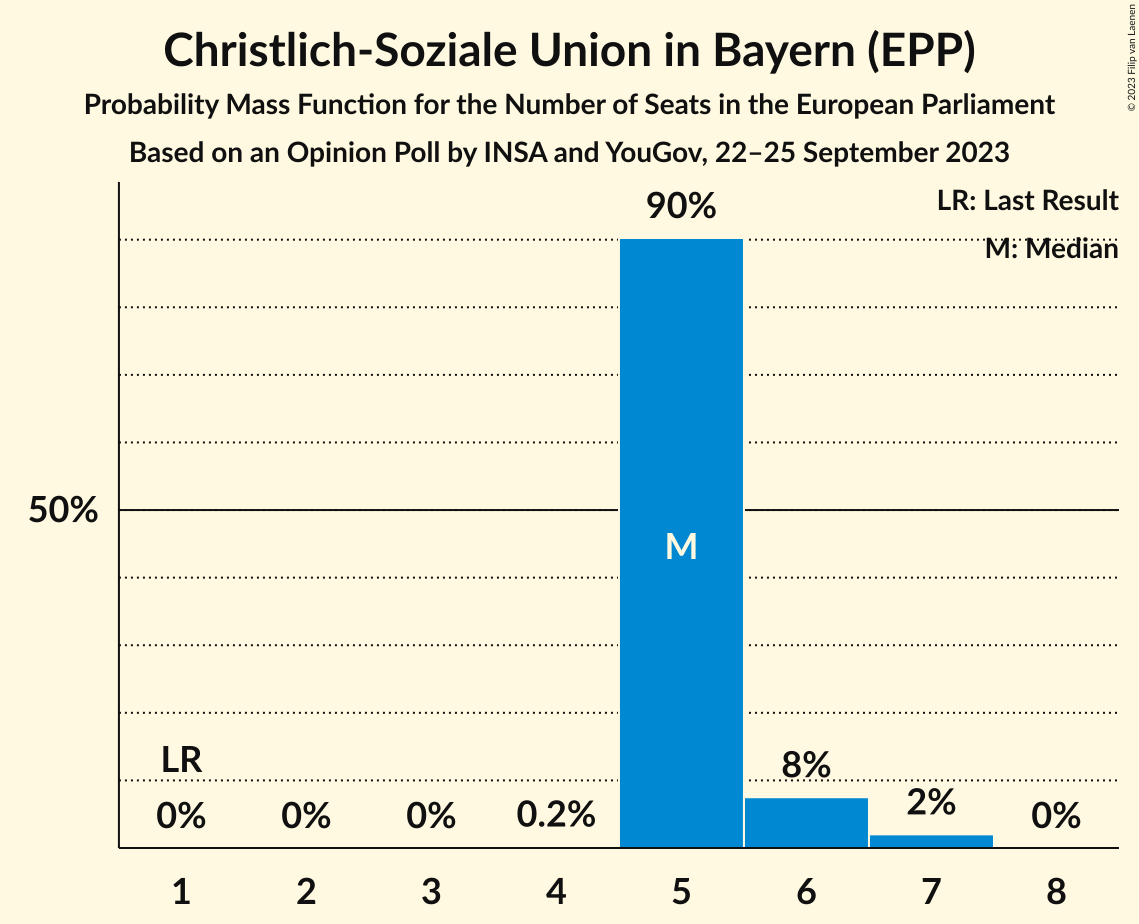 Christlich-Soziale Union in Bayern (EPP)
Probability Mass Function for the Number of Seats in the European Parliament
Based on an Opinion Poll by INSA and YouGov, 22–25 September 2023
© 2023 Filip van Laenen
LR: Last Result
M: Median
90%
50%
M
LR
0%
0%
0%
0.2%
8%
2%
0%
1 2 3 4 5 6 7 8